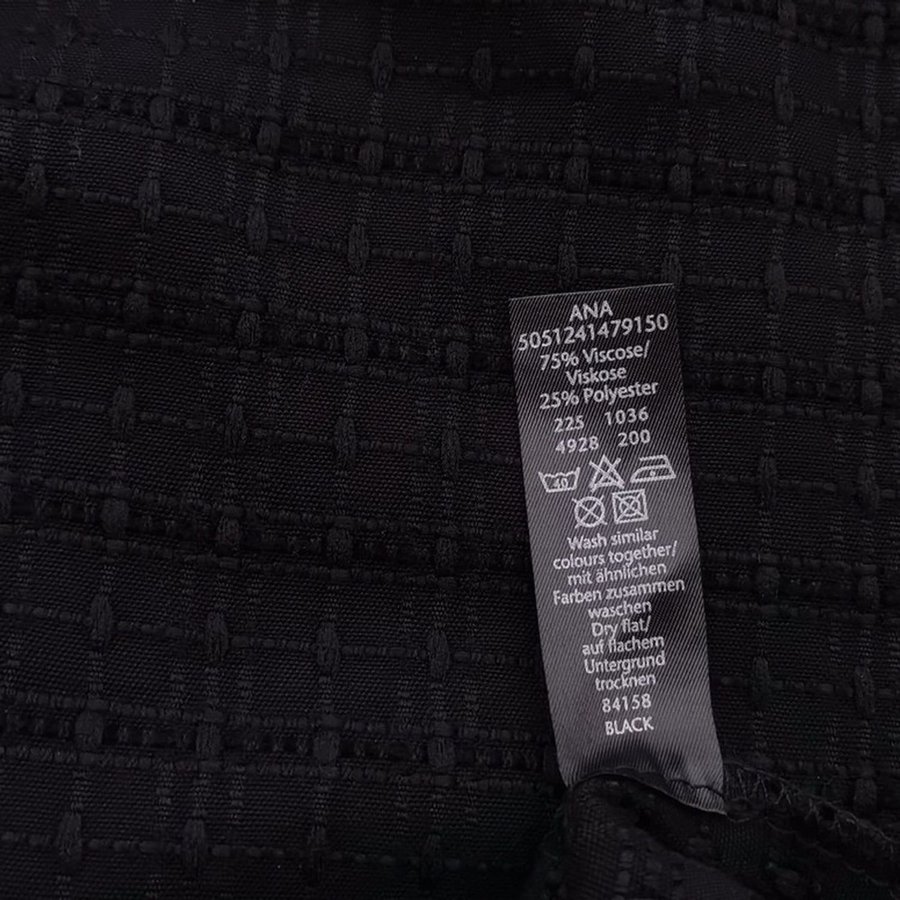 ANA
5051241479150
75% Viscose/
Viskose
25% Polyester
225 1036
4928 200
40
Wash similar
colours together/
mit ähnlichen
Farben zusammen
waschen
Dry flat/
auf flachem
Untergrund
trocknen
84158
BLACK